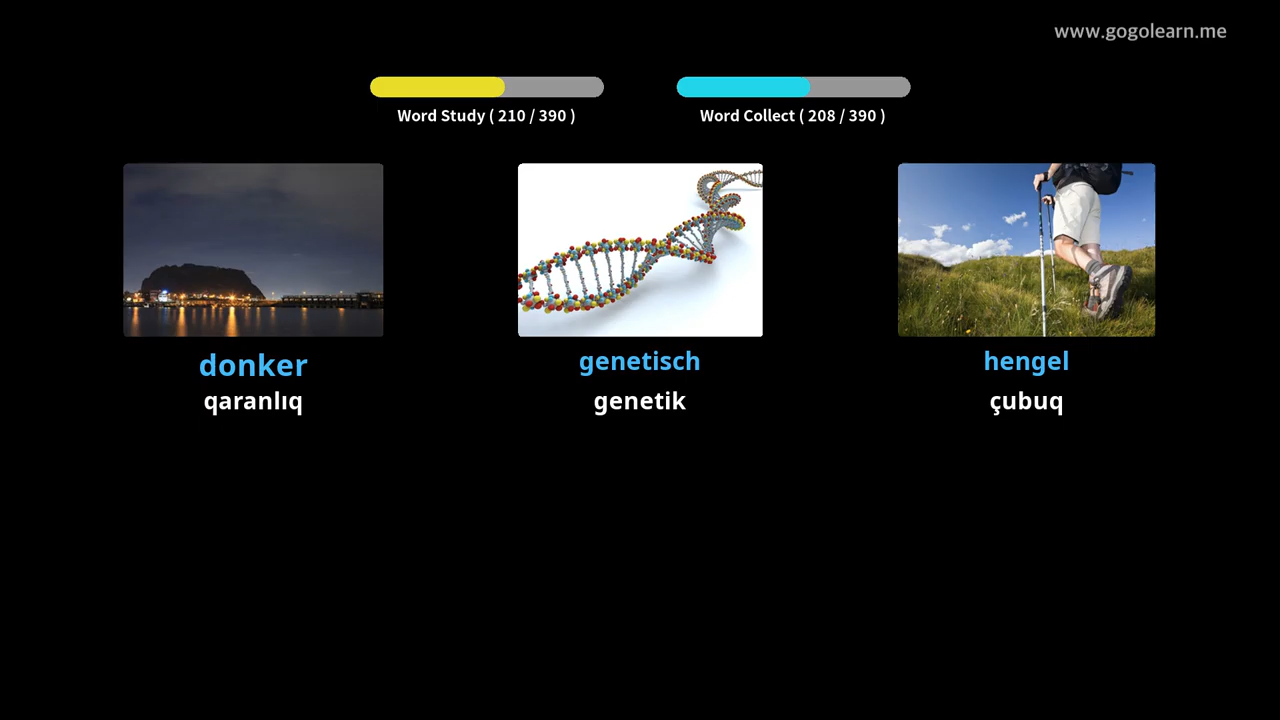 www.gogolearn.me
Word Study ( 210 / 390 )
Word Collect ( 208 / 390 )
donker
qaranlıq
genetisch
genetik
hengel
çubuq